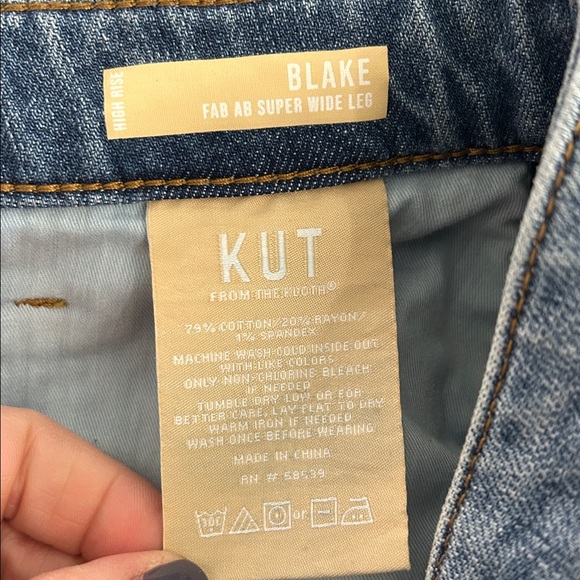 HIGH RISE
BLAKE
FAB AB SUPER WIDE LEG
KUT
FROM THE KLOTH®
79% COTTON/20% RAYON/
1% SPANDEX
MACHINE WASH COLD INSIDE OUT
WITH LIKE COLORS
ONLY NON-CHLORINE BLEACH
IF NEEDED
TUMBLE DRY LOW OR FOR
BETTER CARE, LAY FLAT TO DRY
WARM IRON IF NEEDED
WASH ONCE BEFORE WEARING
MADE IN CHINA
RN # 58539
or